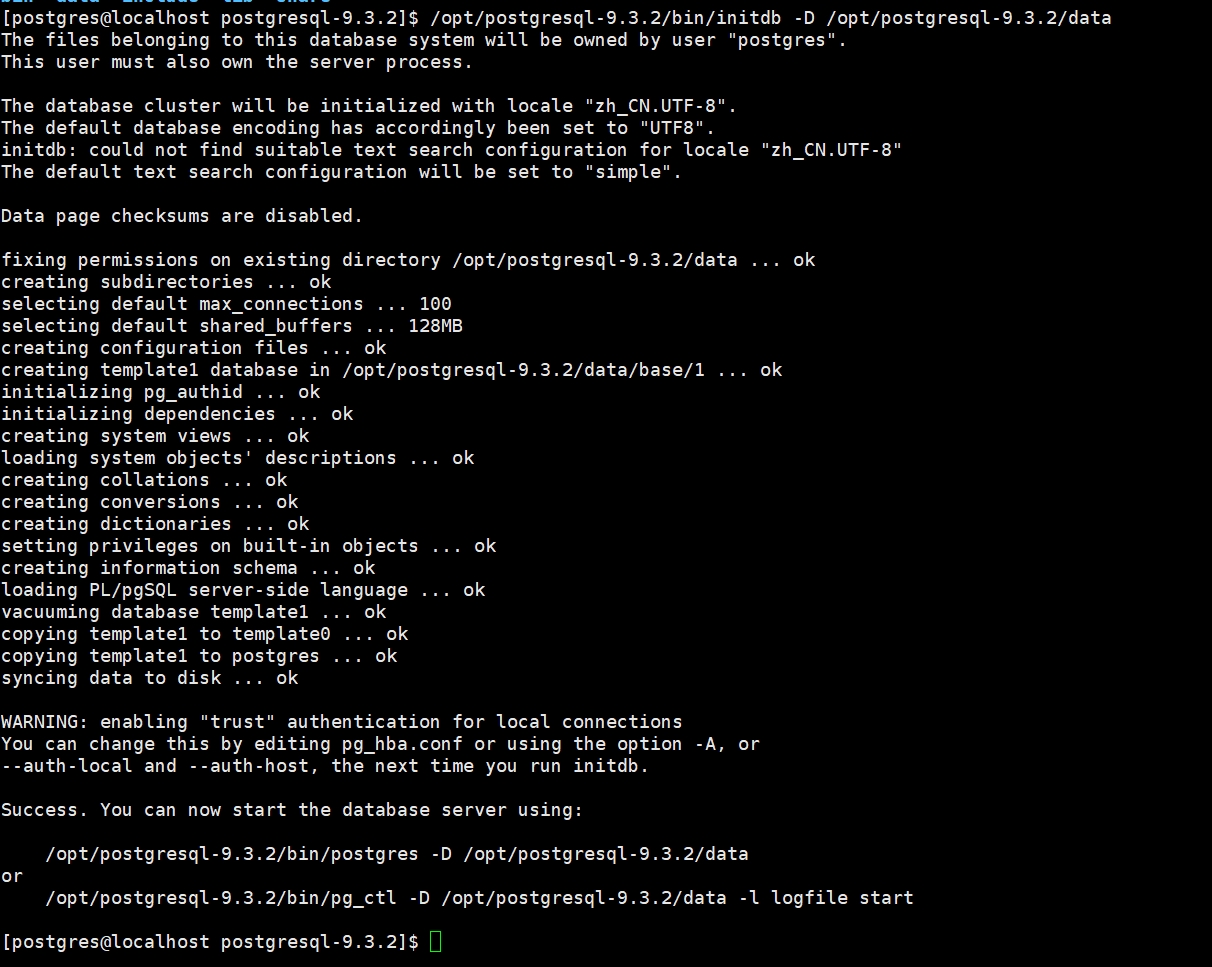 bin data include lib share
[postgres@localhost postgresql-9.3.2]$ /opt/postgresql-9.3.2/bin/initdb -D /opt/postgresql-9.3.2/data
The files belonging to this database system will be owned by user "postgres".
This user must also own the server process.
The database cluster will be initialized with locale "zh_CN.UTF-8".
The default database encoding has accordingly been set to "UTF8".
initdb: could not find suitable text search configuration for locale "zh_CN.UTF-8"
The default text search configuration will be set to "simple".
Data page checksums are disabled.
fixing permissions on existing directory /opt/postgresql-9.3.2/data ... ok
creating subdirectories ... ok
selecting default max_connections ... 100
selecting default shared_buffers ... 128MB
creating configuration files ... ok
creating template1 database in /opt/postgresql-9.3.2/data/base/1 ... ok
initializing pg_authid ... ok
initializing dependencies ... ok
creating system views ... ok
loading system objects' descriptions ... ok
creating collations ... ok
creating conversions ... ok
creating dictionaries ... ok
setting privileges on built-in objects ... ok
creating information schema ... ok
loading PL/pgSQL server-side language ... ok
vacuuming database template1 ... ok
copying template1 to template0 ... ok
copying template1 to postgres ... ok
syncing data to disk ... ok
WARNING: enabling "trust" authentication for local connections
You can change this by editing pg_hba.conf or using the option -A, or
--auth-local and --auth-host, the next time you run initdb.
Success. You can now start the database server using:
/opt/postgresql-9.3.2/bin/postgres -D /opt/postgresql-9.3.2/data
or
/opt/postgresql-9.3.2/bin/pg_ctl -D /opt/postgresql-9.3.2/data -l logfile start
[postgres@localhost postgresql-9.3.2]$